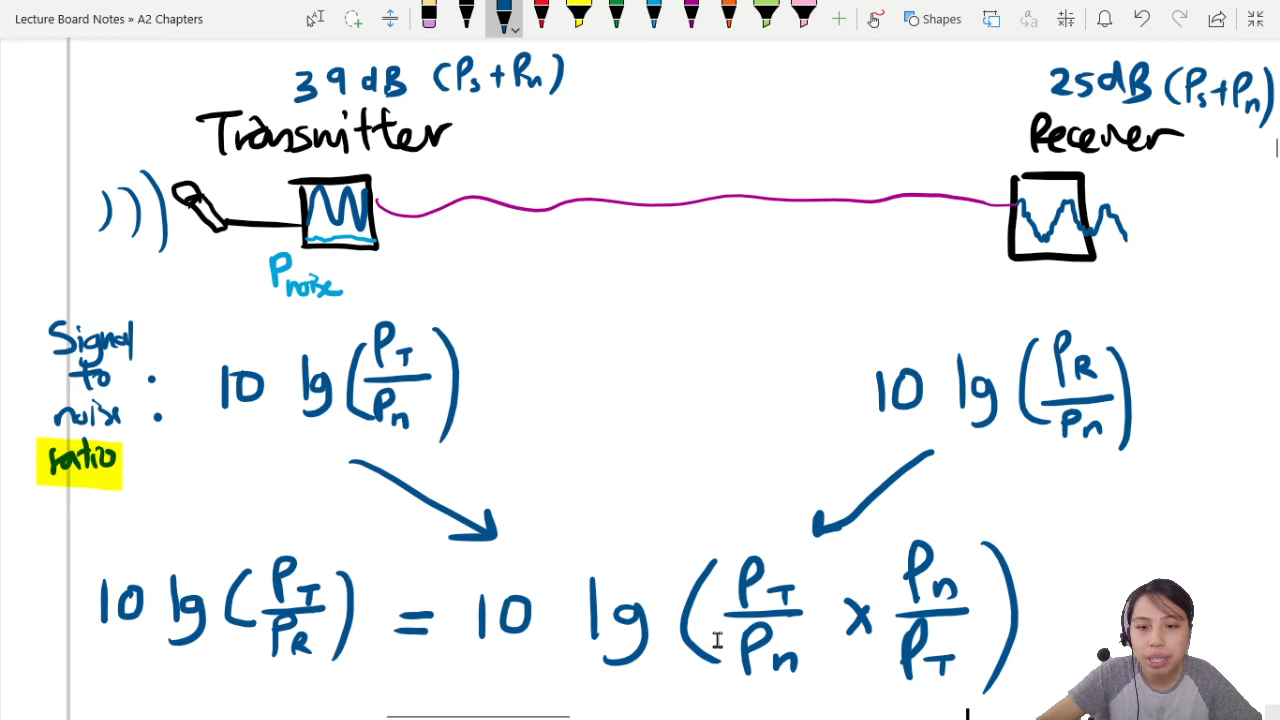 Lecture Board Notes » A2 Chapters
Shapes
39 dB (Ps+Pn)
25dB (Ps+Pn)
Transmitter
Receiver
Pnoise
Signal
to
noise
ratio
:
10 lg (PT/Pn)
10 lg (PR/Pn)
10 lg (PT/PR) = 10 lg (PT/Pn × Pn/PT)